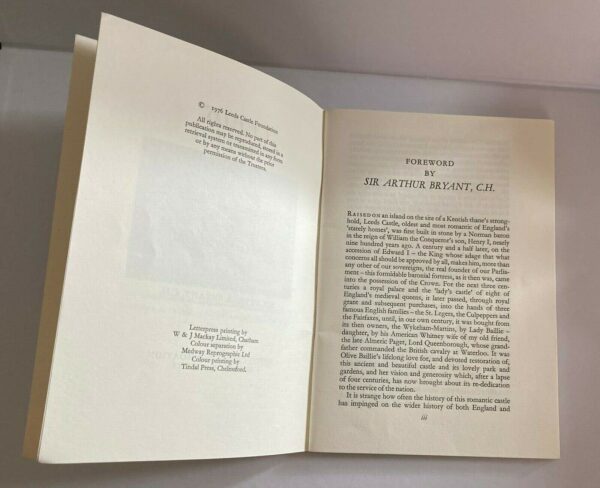 © 1976 Leeds Castle Foundation
All rights reserved. No part of this
publication may be reproduced, stored in a
retrieval system or transmitted in any form
or by any means without the prior
permission of the Trustees.
Letterpress printing by
W & J Mackay Limited, Chatham
Colour separation by
Medway Reprographic Ltd
Colour printing by
Tindal Press, Chelmsford.
FOREWORD
BY
SIR ARTHUR BRYANT, C.H.
RAISED ON an island on the site of a Kentish thane's strong-
hold, Leeds Castle, oldest and most romantic of England's
'stately homes', was first built in stone by a Norman baron
in the reign of William the Conqueror's son, Henry I, nearly
nine hundred years ago. A century and a half later, on the
accession of Edward I – the King whose adage that what
concerns all should be approved by all, makes him, more than
any other of our sovereigns, the real founder of our Parlia-
ment – this formidable baronial fortress, as it then was, came
into the possession of the Crown. For the next three cen-
turies a royal palace and the 'lady's castle' of eight of
England's medieval queens, it later passed, through royal
grant and subsequent purchases, into the hands of three
famous English families – the St. Legers, the Culpeppers and
the Fairfaxes, until, in our own century, it was bought from
its then owners, the Wykeham-Martins, by Lady Baillie –
daughter, by his American Whitney wife of my old friend,
the late Almeric Paget, Lord Queenborough, whose grand-
father commanded the British cavalry at Waterloo. It was
Olive Baillie's lifelong love for, and devoted restoration of,
this ancient and beautiful castle and its lovely park and
gardens, and her vision and generosity which, after a lapse
of four centuries, has now brought about its re-dedication
to the service of the nation.
It is strange how often the history of this romantic castle
has impinged on the wider history of both England and
iii